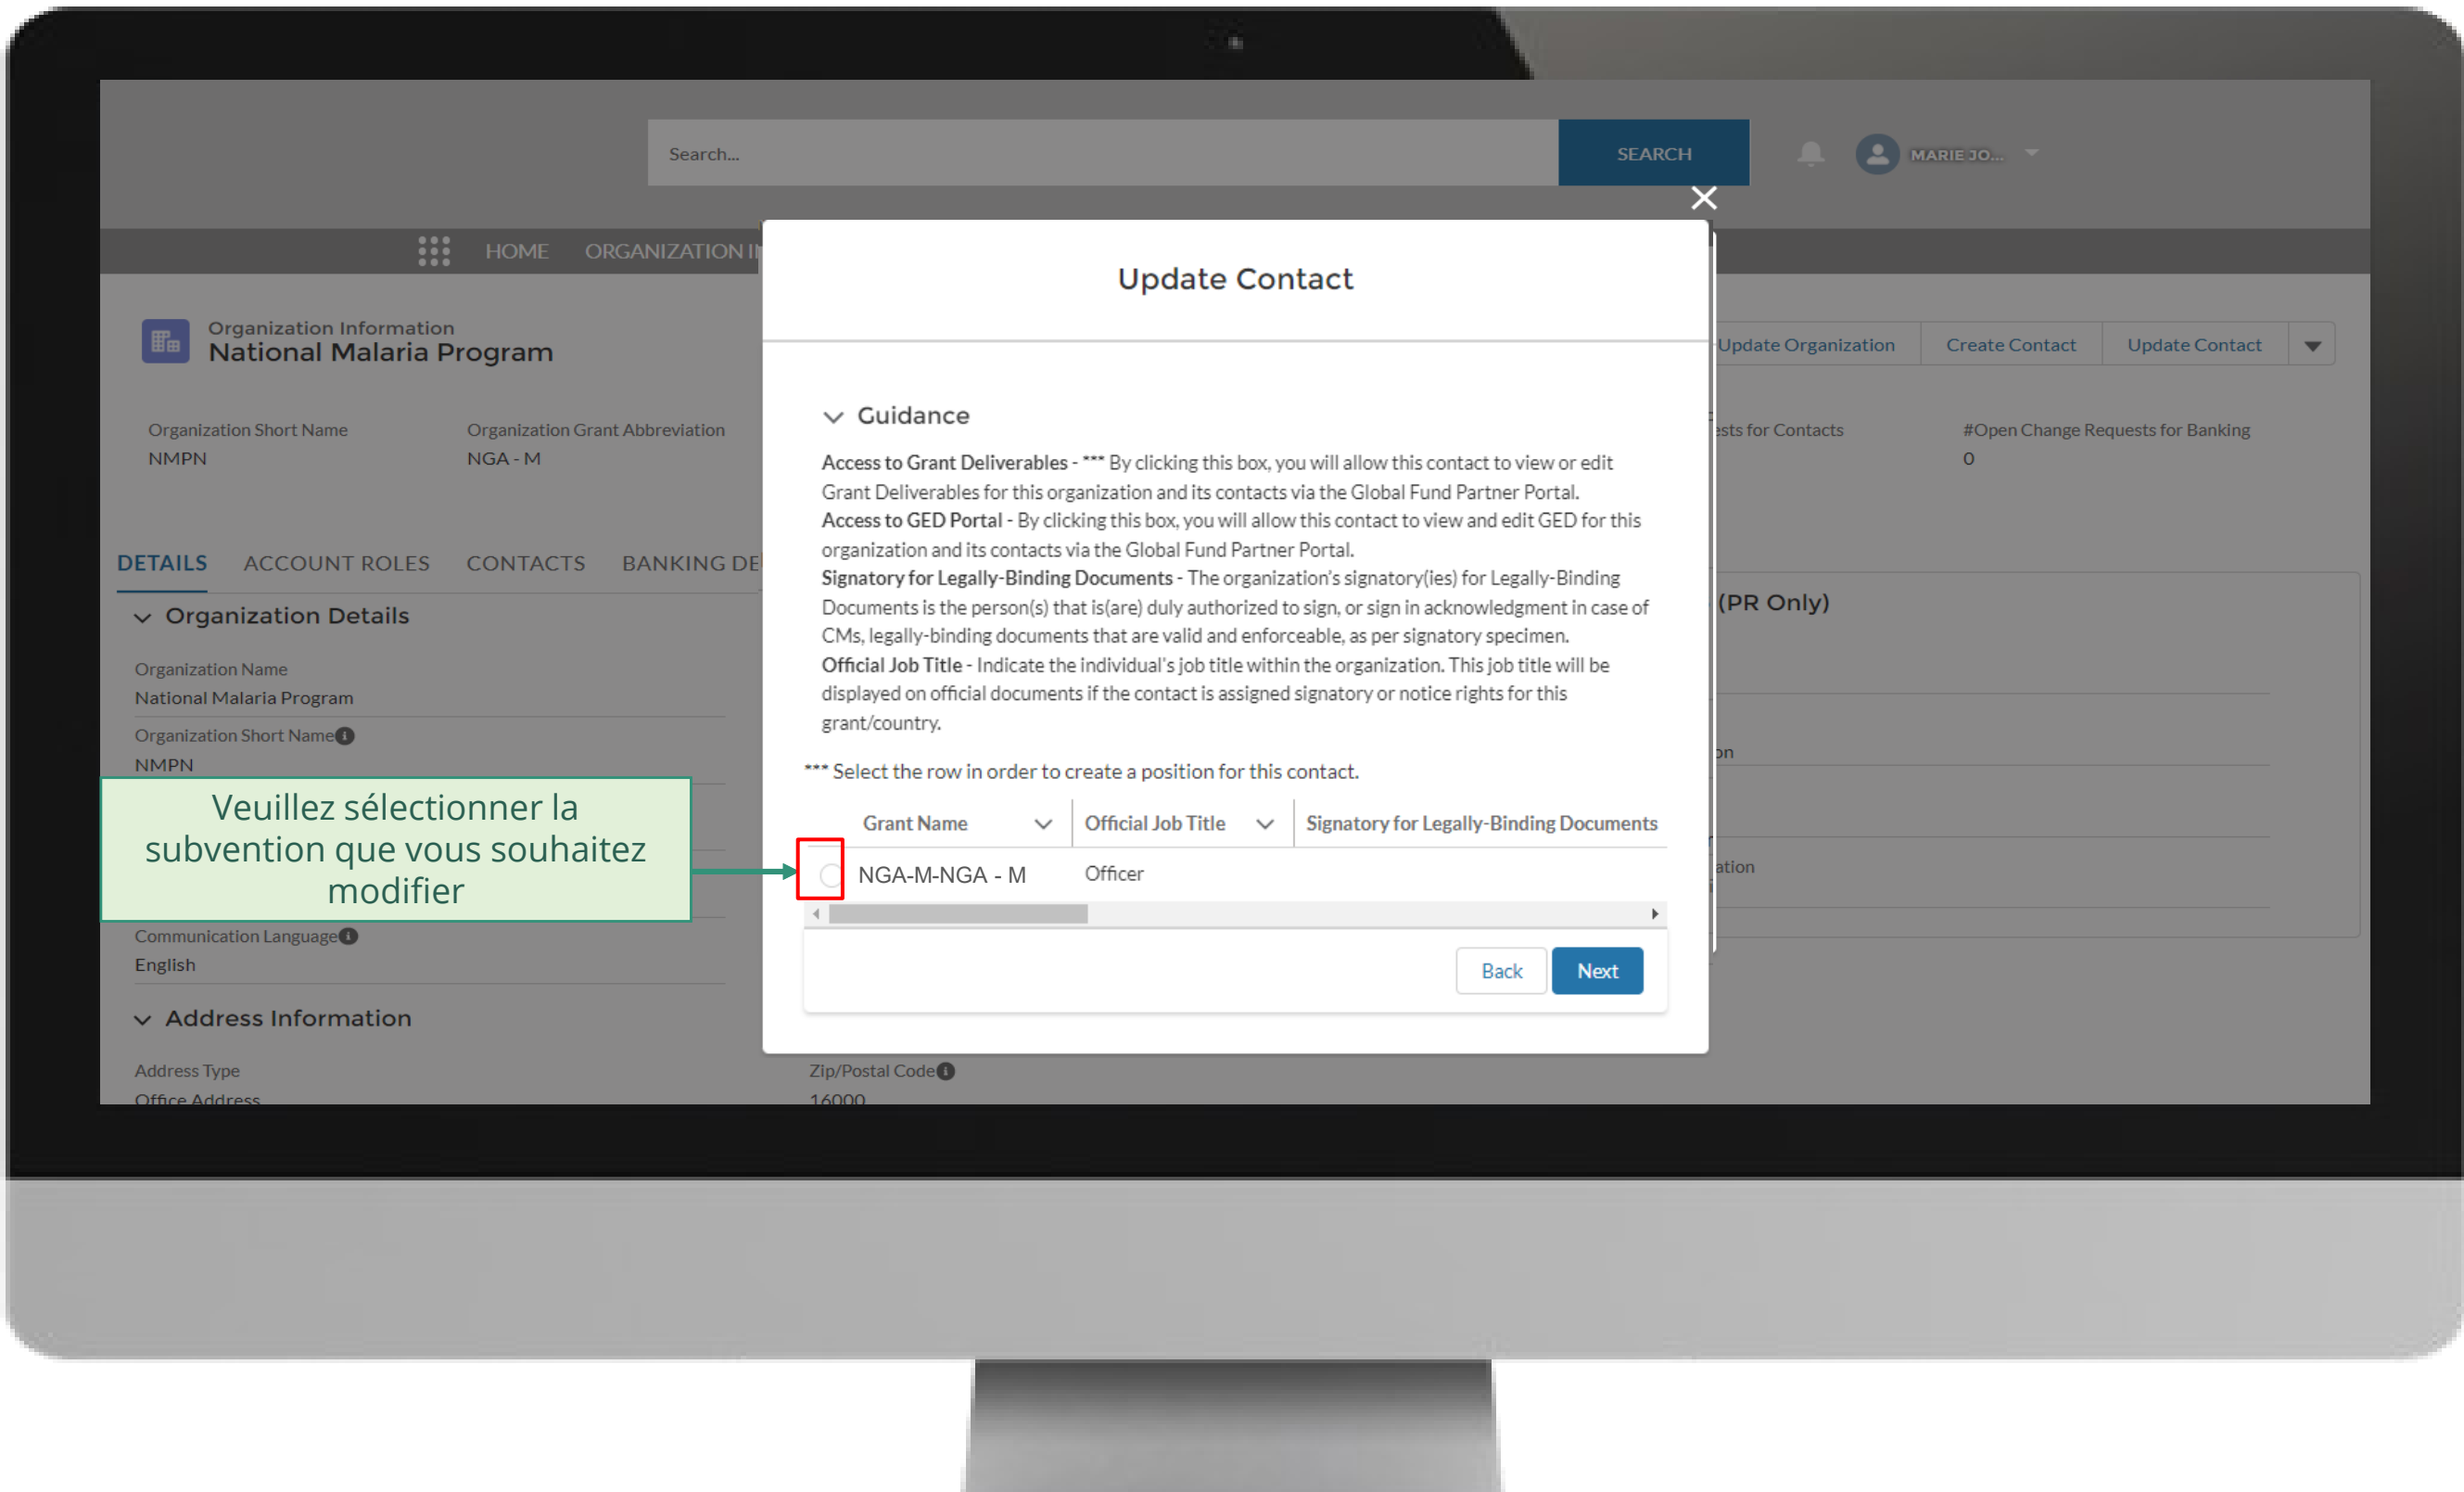 Search...
SEARCH
MARIE JO...
HOME ORGANIZATION
Update Contact
Organization Information
National Malaria Program
Update Organization Create Contact Update Contact
Organization Short Name Organization Grant Abbreviation
NMPN NGA - M
for Contacts #Open Change Requests for Banking
0
Guidance
Access to Grant Deliverables - *** By clicking this box, you will allow this contact to view or edit
Grant Deliverables for this organization and its contacts via the Global Fund Partner Portal.
Access to GED Portal - By clicking this box, you will allow this contact to view and edit GED for this
organization and its contacts via the Global Fund Partner Portal.
Signatory for Legally-Binding Documents - The organization's signatory(ies) for Legally-Binding
Documents is the person(s) that is(are) duly authorized to sign, or sign in acknowledgment in case of
CMs, legally-binding documents that are valid and enforceable, as per signatory specimen.
Official Job Title - Indicate the individual's job title within the organization. This job title will be
displayed on official documents if the contact is assigned signatory or notice rights for this
grant/country.
*** Select the row in order to create a position for this contact.
Grant Name Official Job Title Signatory for Legally-Binding Documents
NGA-M-NGA - M Officer
Back Next
DETAILS ACCOUNT ROLES CONTACTS BANKING
(PR Only)
Organization Details
Organization Name
National Malaria Program
Organization Short Name
NMPN
Veuillez sélectionner la
subvention que vous souhaitez
modifier
Communication Language
English
Address Information
Address Type
Office Address
Zip/Postal Code
16000